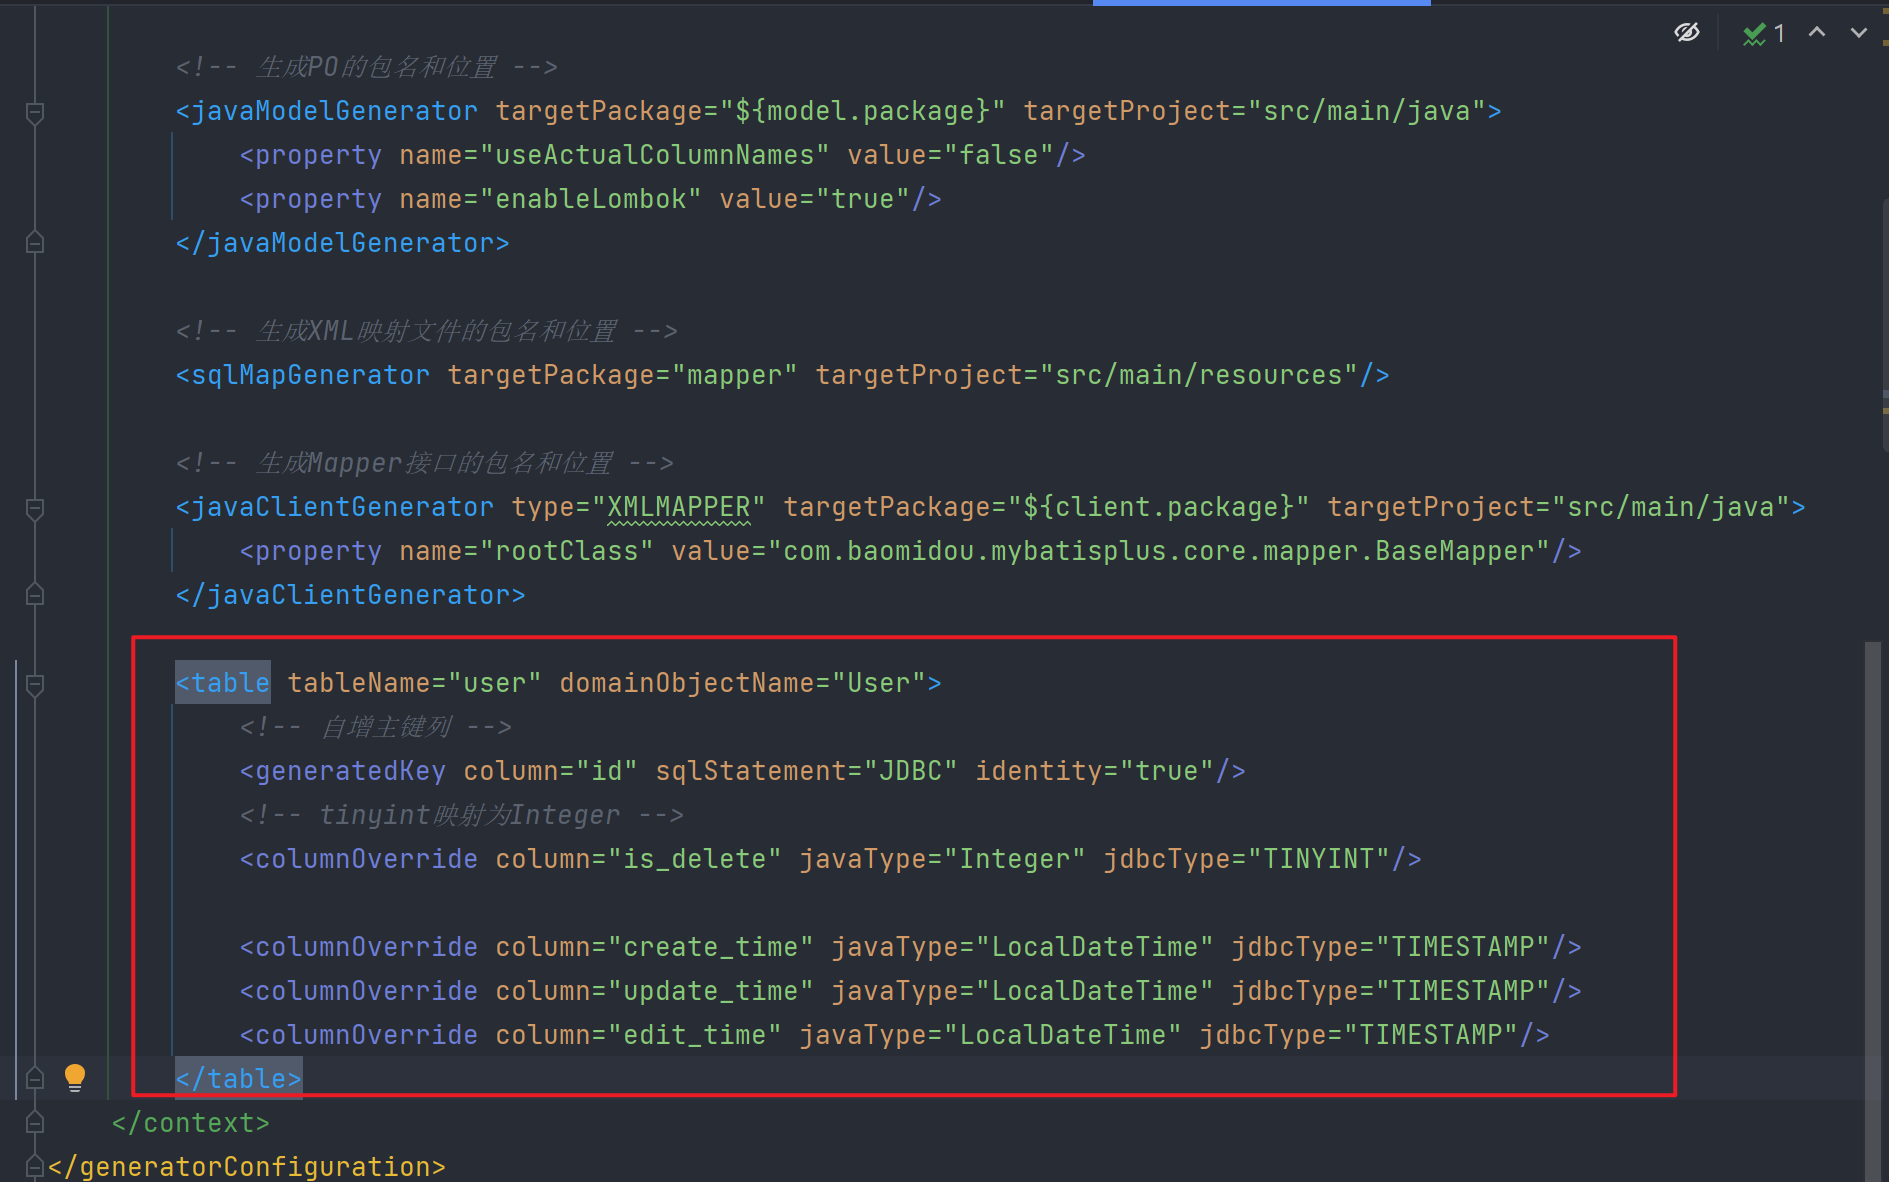 1
<!-- 生成PO的包名和位置 -->
<javaModelGenerator targetPackage="${model.package}" targetProject="src/main/java">
<property name="useActualColumnNames" value="false"/>
<property name="enableLombok" value="true"/>
</javaModelGenerator>
<!-- 生成XML映射文件的包名和位置 -->
<sqlMapGenerator targetPackage="mapper" targetProject="src/main/resources"/>
<!-- 生成Mapper接口的包名和位置 -->
<javaClientGenerator type="XMLMAPPER" targetPackage="${client.package}" targetProject="src/main/java">
<property name="rootClass" value="com.baomidou.mybatisplus.core.mapper.BaseMapper"/>
</javaClientGenerator>
<table tableName="user" domainObjectName="User">
<!-- 自增主键列 -->
<generatedKey column="id" sqlStatement="JDBC" identity="true"/>
<!-- tinyint映射为Integer -->
<columnOverride column="is_delete" javaType="Integer" jdbcType="TINYINT"/>
<columnOverride column="create_time" javaType="LocalDateTime" jdbcType="TIMESTAMP"/>
<columnOverride column="update_time" javaType="LocalDateTime" jdbcType="TIMESTAMP"/>
<columnOverride column="edit_time" javaType="LocalDateTime" jdbcType="TIMESTAMP"/>
</table>
</context>
</generatorConfiguration>